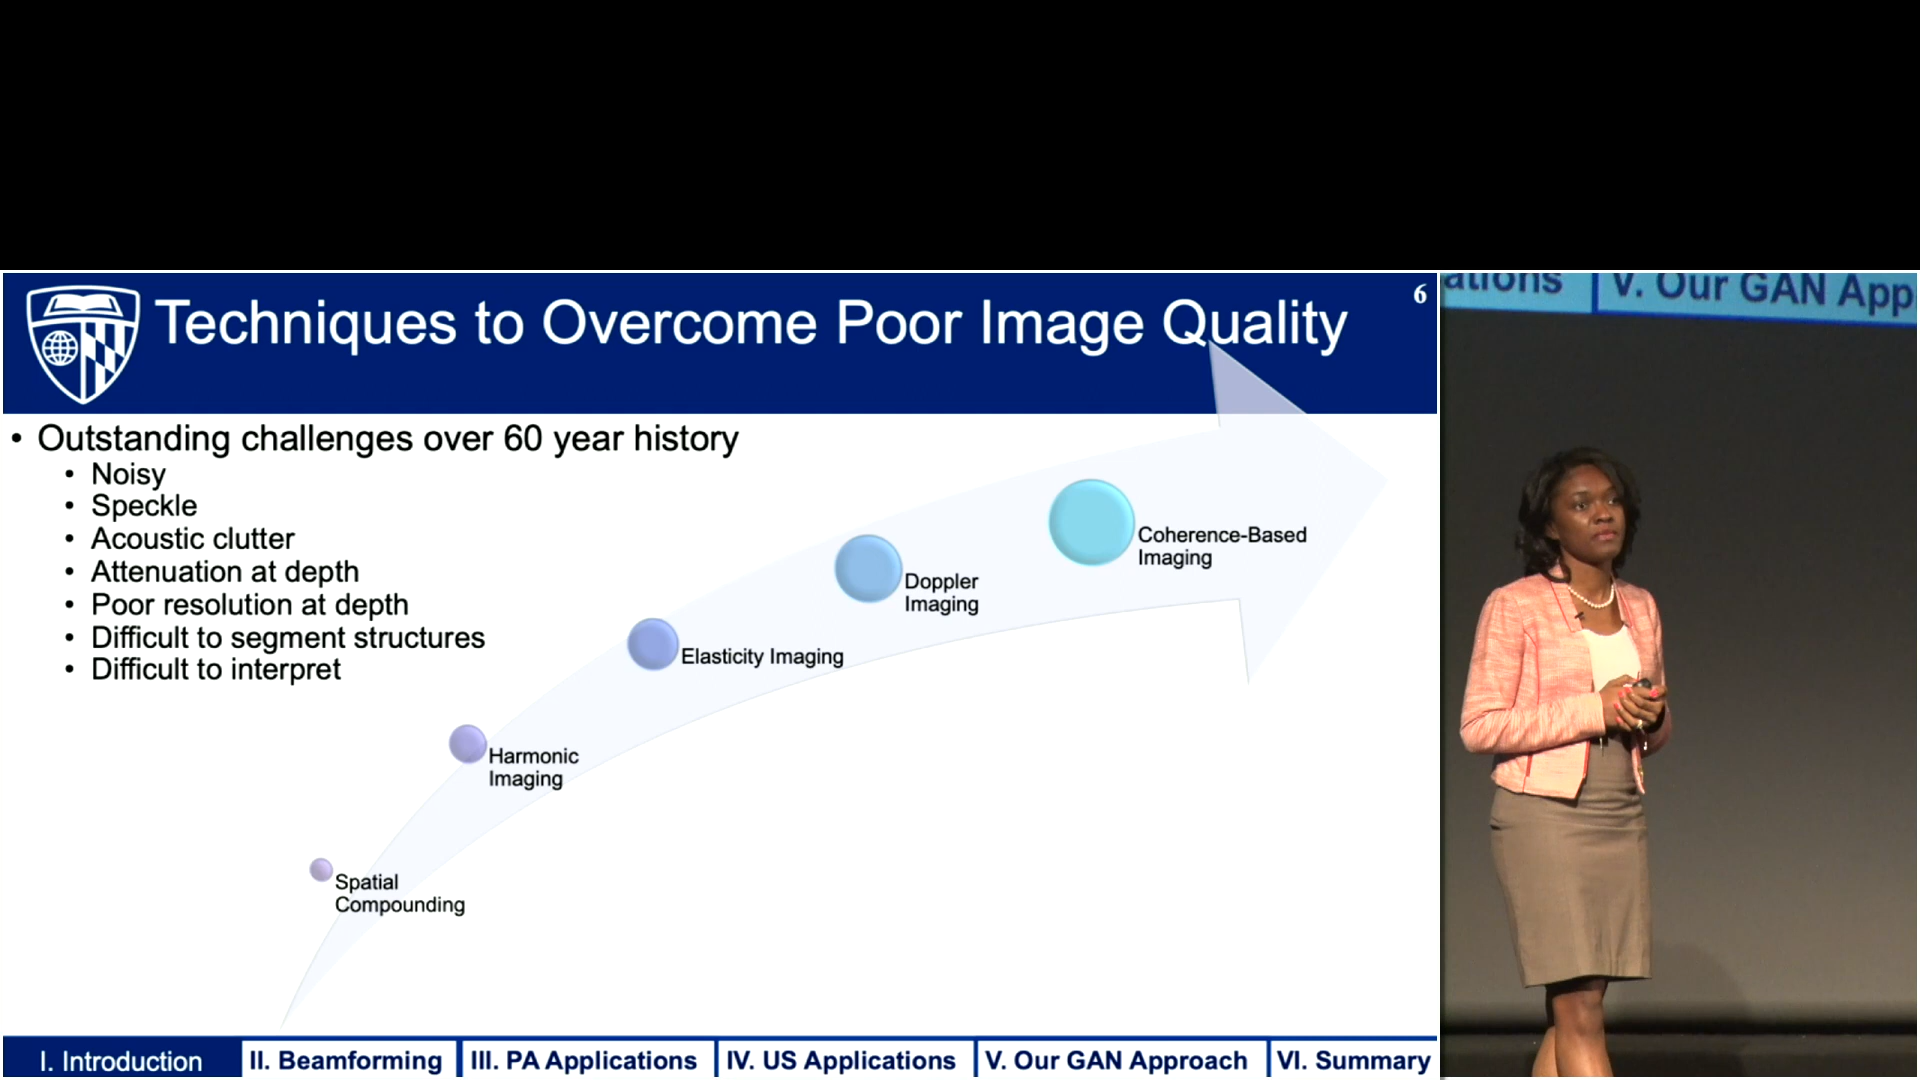 Techniques to Overcome Poor Image Quality
6
• Outstanding challenges over 60 year history
• Noisy
• Speckle
• Acoustic clutter
• Attenuation at depth
• Poor resolution at depth
• Difficult to segment structures
• Difficult to interpret
Spatial
Compounding
Harmonic
Imaging
Elasticity Imaging
Doppler
Imaging
Coherence-Based
Imaging
I. Introduction
II. Beamforming
III. PA Applications
IV. US Applications
V. Our GAN Approach
VI. Summary
ations
V. Our GAN App